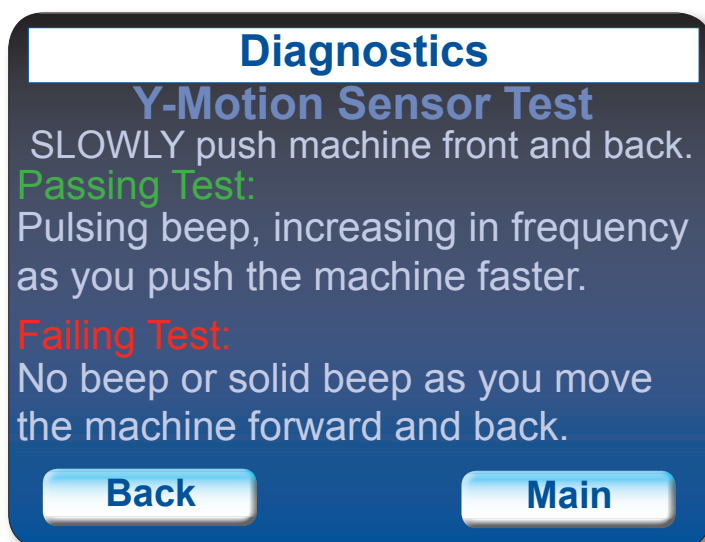 Diagnostics
Y-Motion Sensor Test
SLOWLY push machine front and back.
Passing Test:
Pulsing beep, increasing in frequency
as you push the machine faster.
Failing Test:
No beep or solid beep as you move
the machine forward and back.
Back
Main